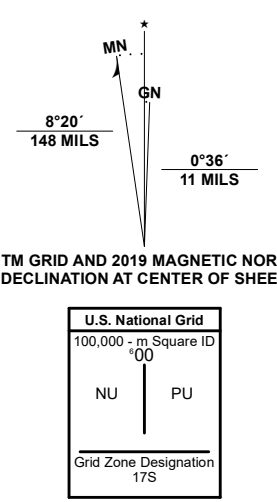 ★
MN
GN
8°20´
148 MILS
0°36´
11 MILS
TM GRID AND 2019 MAGNETIC NOR
DECLINATION AT CENTER OF SHEE
U.S. National Grid
100,000 - m Square ID
⁶00
NU PU
Grid Zone Designation
17S